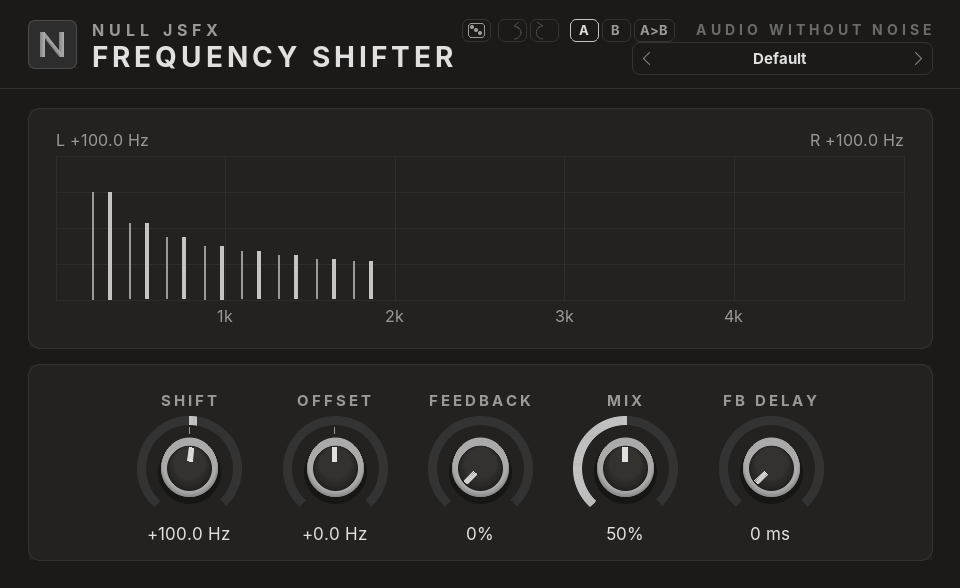 N
NULL JSFX
FREQUENCY SHIFTER
A B A>B
AUDIO WITHOUT NOISE
Default
L +100.0 Hz R +100.0 Hz
1k 2k 3k 4k
SHIFT OFFSET FEEDBACK MIX FB DELAY
+100.0 Hz +0.0 Hz 0% 50% 0 ms